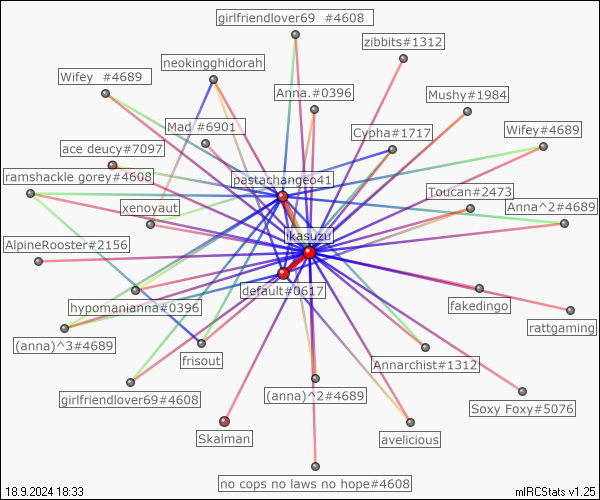 girlfriendlover69 #4608
zibbits#1312
neokingghidorah
Wifey #4689
Anna.#0396
Mushy#1984
Mad #6901
Cypha#1717
Wifey#4689
ace deucy#7097
ramshackle gorey#4608
pastachangeo41
Toucan#2473
xenoyaut
Anna^2#4689
ikasuzu
AlpineRooster#2156
default#0617
hypomanianna#0396
fakedingo
rattgaming
(anna)^3#4689
frisout
Annarchist#1312
girlfriendlover69#4608
(anna)^2#4689
Soxy Foxy#5076
Skalman
avelicious
no cops no laws no hope#4608
18.9.2024 18:33
mIRCStats v1.25